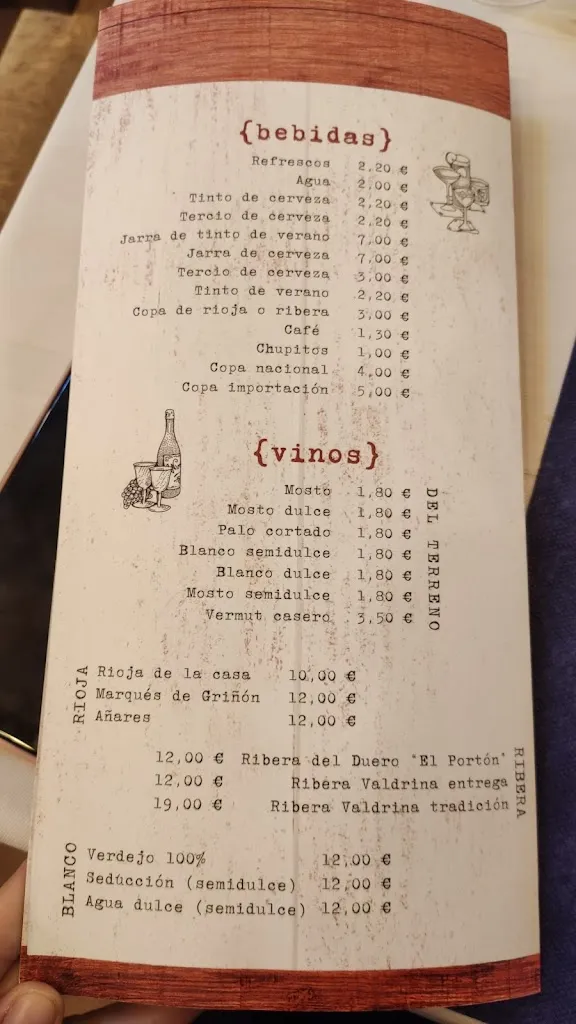 {bebidas}
Refrescos 2,20 €
Agua 2,00 €
Tinto de cerveza 2,20 €
Tercio de cerveza 2,20 €
Jarra de tinto de verano 7,00 €
Jarra de cerveza 7,00 €
Tercio de cerveza 3,00 €
Tinto de verano 2,20 €
Copa de rioja o ribera 3,00 €
Café 1,30 €
Chupitos 1,00 €
Copa nacional 4,00 €
Copa importación 5,00 €
{vinos}
DEL TERRENO
Mosto 1,80 €
Mosto dulce 1,80 €
Palo cortado 1,80 €
Blanco semidulce 1,80 €
Blanco dulce 1,80 €
Mosto semidulce 1,80 €
Vermut casero 3,50 €
RIOJA
Rioja de la casa 10,00 €
Marqués de Griñón 12,00 €
Añares 12,00 €
RIBERA
12,00 € Ribera del Duero "El Portón"
12,00 € Ribera Valdrina entrega
19,00 € Ribera Valdrina tradición
BLANCO
Verdejo 100% 12,00 €
Seducción (semidulce) 12,00 €
Agua dulce (semidulce) 12,00 €